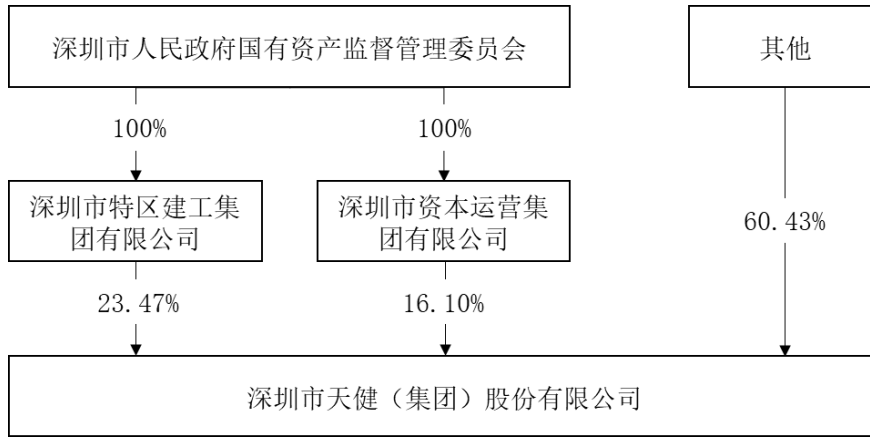 深圳市人民政府国有资产监督管理委员会
其他
100%
100%
深圳市特区建工集
团有限公司
深圳市资本运营集
团有限公司
60.43%
23.47%
16.10%
深圳市天健（集团）股份有限公司